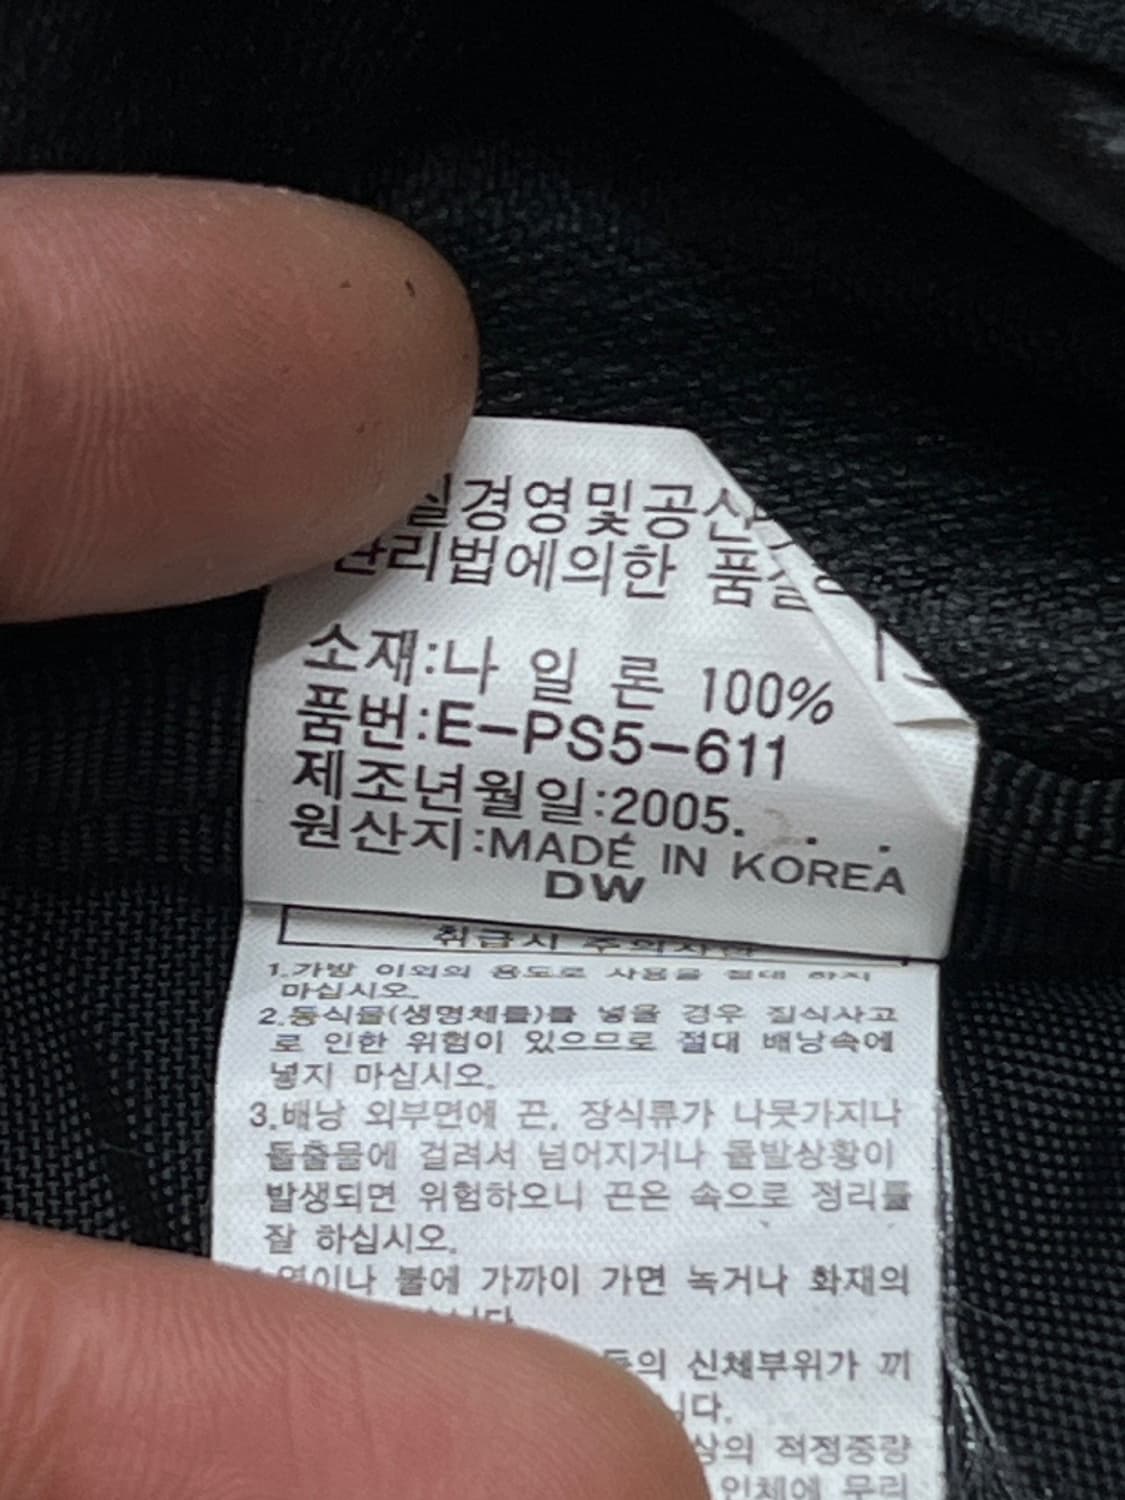 질경영및공산
관리법에의한 품질
소재:나 일 론 100%
품번:E-PS5-611
제조년월일:2005. . .
원산지:MADE IN KOREA
DW
취급시 주의사항
1.가방 이외의 용도로 사용을 절대 하지
마십시오.
2.동식물(생명체를)를 넣을 경우 질식사고
로 인한 위험이 있으므로 절대 배낭속에
넣지 마십시오.
3.배낭 외부면에 끈, 장식류가 나뭇가지나
돌출물에 걸려서 넘어지거나 돌발상황이
발생되면 위험하오니 끈은 속으로 정리를
잘 하십시오.
열이나 불에 가까이 가면 녹거나 화재의
등의 신체부위가 끼
니다.
상의 적정중량
인체에 무리